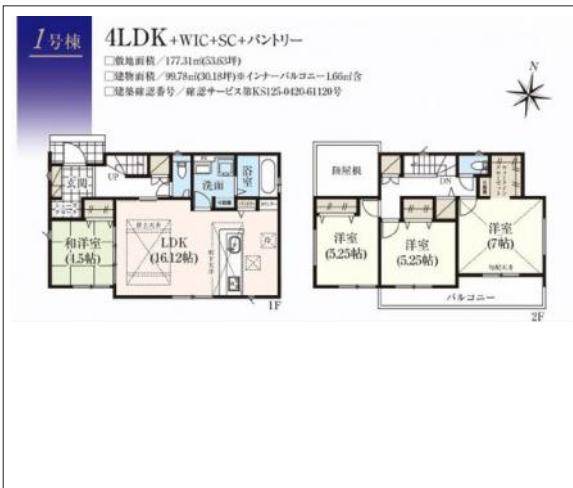 1号棟
4LDK+WIC+SC+パントリー
□敷地面積／177.31㎡(53.63坪)
□建物面積／99.78㎡(30.18坪)※インナーバルコニー1.66㎡含
□建築確認番号／確認サービス第KS125-0420-61120号
N
玄関
UP
洗面
浴室
和洋室
(4.5帖)
LDK
(16.12帖)
1F
陸屋根
DN
洋室
(5.25帖)
洋室
(5.25帖)
洋室
(7帖)
勾配天井
バルコニー
2F